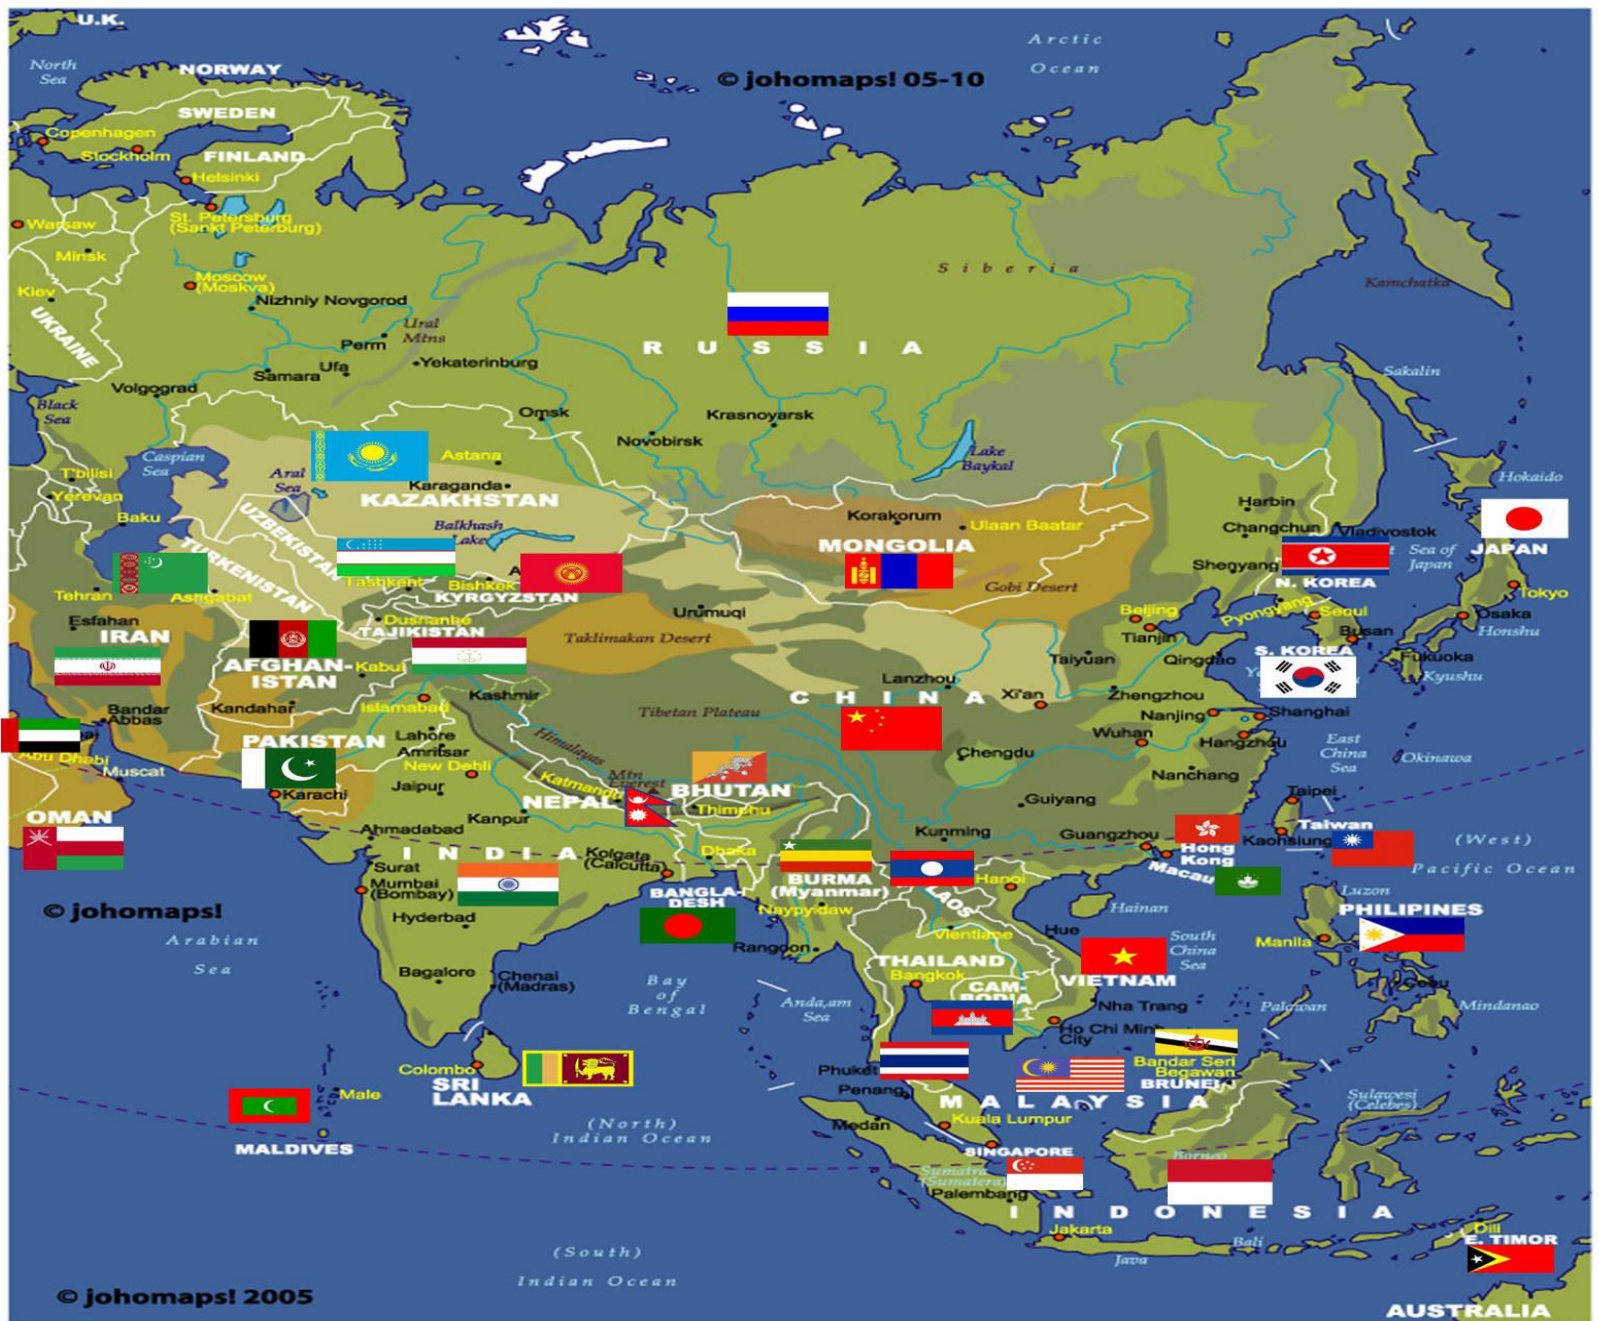 U.K.
Arctic
Ocean
North
Sea
NORWAY
© johomaps! 05-10
SWEDEN
Copenhagen
Stockholm
FINLAND
Helsinki
St. Petersburg
(Sankt Peterburg)
Warsaw
Minsk
Moscow
(Moskva)
Siberia
Kamchatka
Kiev
Nizhniy Novgorod
UKRAINE
Ural
Mtns
Perm
RUSSIA
Yekaterinburg
Ufa
Samara
Sakalin
Volgograd
Black
Sea
Omsk
Krasnoyarsk
Novobirsk
Caspian
Sea
Astana
Lake
Baykal
T'bilisi
Aral
Sea
Karaganda
Hokaido
Yerevan
KAZAKHSTAN
Harbin
Baku
UZBEKISTAN
Balkhash
Lake
Korakorum
Ulaan Baatar
Changchun
Vladivostok
MONGOLIA
Sea of
Japan
JAPAN
TURKENISTAN
Shenyang
N. KOREA
Tashkent
Bishkek
Gobi Desert
Tehran
Ashgabat
KYRGYZSTAN
Tokyo
Urumuqi
Beijing
Pyongyang
Seoul
Osaka
Esfahan
Dushanbe
TAJIKISTAN
Taklimakan Desert
Tianjin
Busan
Honshu
IRAN
S. KOREA
AFGHAN-
ISTAN
Kabul
Taiyuan
Qingdao
Fukuoka
Kyushu
Lanzhou
Kashmir
CHINA
Xi'an
Zhengzhou
Bandar
Abbas
Kandahar
Islamabad
Tibetan Plateau
Nanjing
Shanghai
Lahore
Himalayas
Wuhan
Hangzhou
PAKISTAN
Amritsar
Chengdu
East
China
Sea
Okinawa
Abu Dhabi
Muscat
New Dehli
Mtn
Everest
Nanchang
Karachi
Jaipur
Katmandu
BHUTAN
NEPAL
Thimphu
Guiyang
Taipei
OMAN
Ahmadabad
Kanpur
Kunming
Guangzhou
Taiwan
Kaohsiung
(West)
Pacific Ocean
INDIA
Kolgata
(Calcutta)
Dhaka
Hong
Kong
Macau
Surat
Mumbai
(Bombay)
BANGLA-
DESH
BURMA
(Myanmar)
Hanoi
LAOS
Luzon
© johomaps!
Hyderbad
Naypyidaw
Hainan
PHILIPINES
Arabian
Sea
Rangoon
Vientiane
Hue
South
China
Sea
Manila
THAILAND
Bangkok
VIETNAM
Bagalore
Chenai
(Madras)
Bay
of
Bengal
CAM-
BODIA
Cebu
Anda,am
Sea
Nha Trang
Palowan
Mindanao
Ho Chi Minh
City
Colombo
SRI
LANKA
Phuket
Bandar Seri
Begawan
BRUNEI
Male
Penang
MALAYSIA
Sulawesi
(Celebes)
Medan
Kuala Lumpur
(North)
Indian Ocean
MALDIVES
SINGAPORE
Borneo
Sumatra
(Sumatera)
Palembang
INDONESIA
Jakarta
Dili
E. TIMOR
(South)
Indian Ocean
Java
Bali
© johomaps! 2005
AUSTRALIA